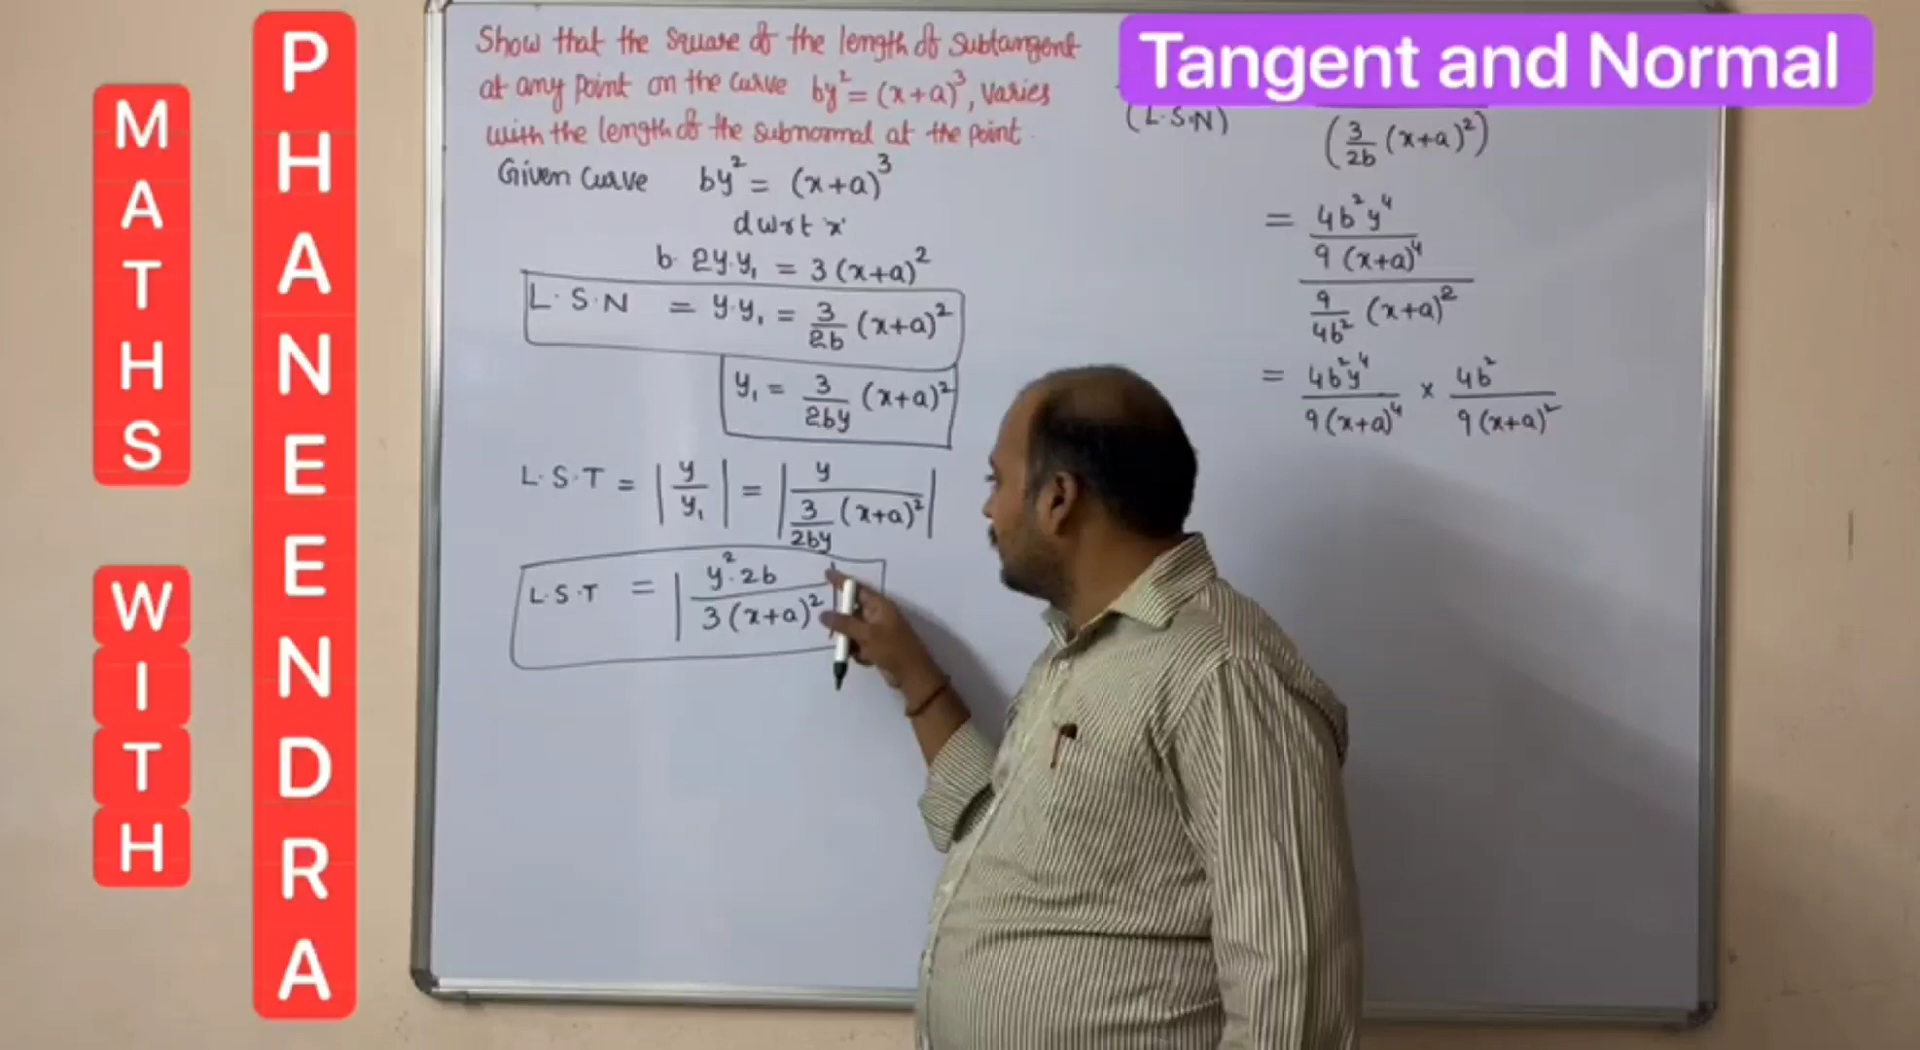 MATHS
WITH
PHANEENDRA
Tangent and Normal
Show that the square of the length of subtangent
at any point on the curve by² = (x+a)³, varies
with the length of the subnormal at the point.
Given curve by² = (x+a)³
dwrt x
b. 2y.y₁ = 3(x+a)²
L.S.N = y.y₁ = 3/2b (x+a)²
y₁ = 3/2by (x+a)²
L.S.T = |y/y₁| = |y/(3/2by (x+a)²)|
L.S.T = |y².2b/3(x+a)²|
(L.S.N)
(3/2b (x+a)²)
= (4b²y⁴/9(x+a)⁴)/(9/4b² (x+a)²)
= 4b²y⁴/9(x+a)⁴ × 4b²/9(x+a)²